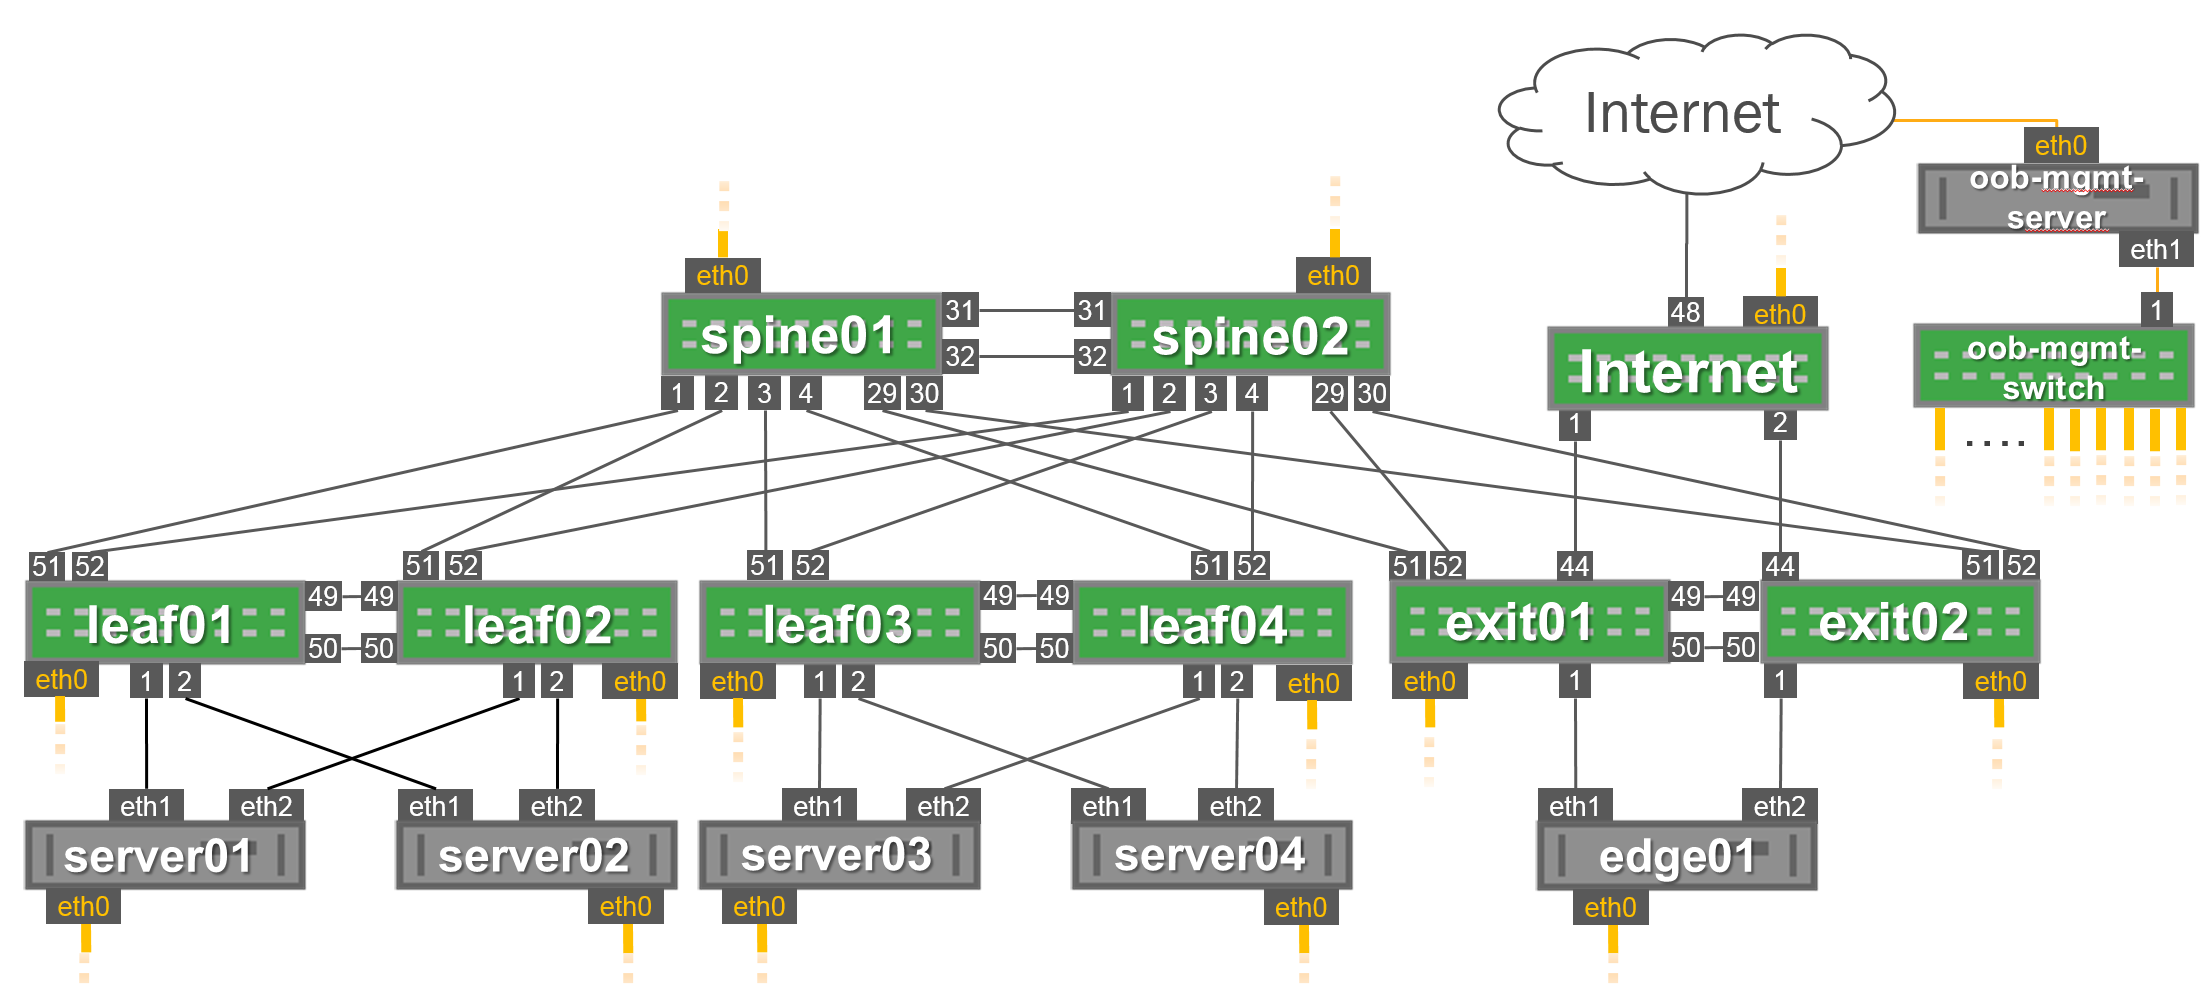 Internet
eth0
oob-mgmt-
server
eth1
eth0
eth0
48
eth0
1
spine01
31
31
spine02
32
32
Internet
oob-mgmt-
switch
1
2
3
4
29
30
1
2
3
4
29
30
1
2
....
51
52
51
52
51
52
51
52
51
52
44
44
51
52
leaf01
49
49
leaf02
leaf03
49
49
leaf04
exit01
49
49
exit02
50
50
50
50
50
50
eth0
1
2
1
2
eth0
eth0
1
2
1
2
eth0
eth0
1
1
eth0
eth1
eth2
eth1
eth2
eth1
eth2
eth1
eth2
eth1
eth2
server01
server02
server03
server04
edge01
eth0
eth0
eth0
eth0
eth0